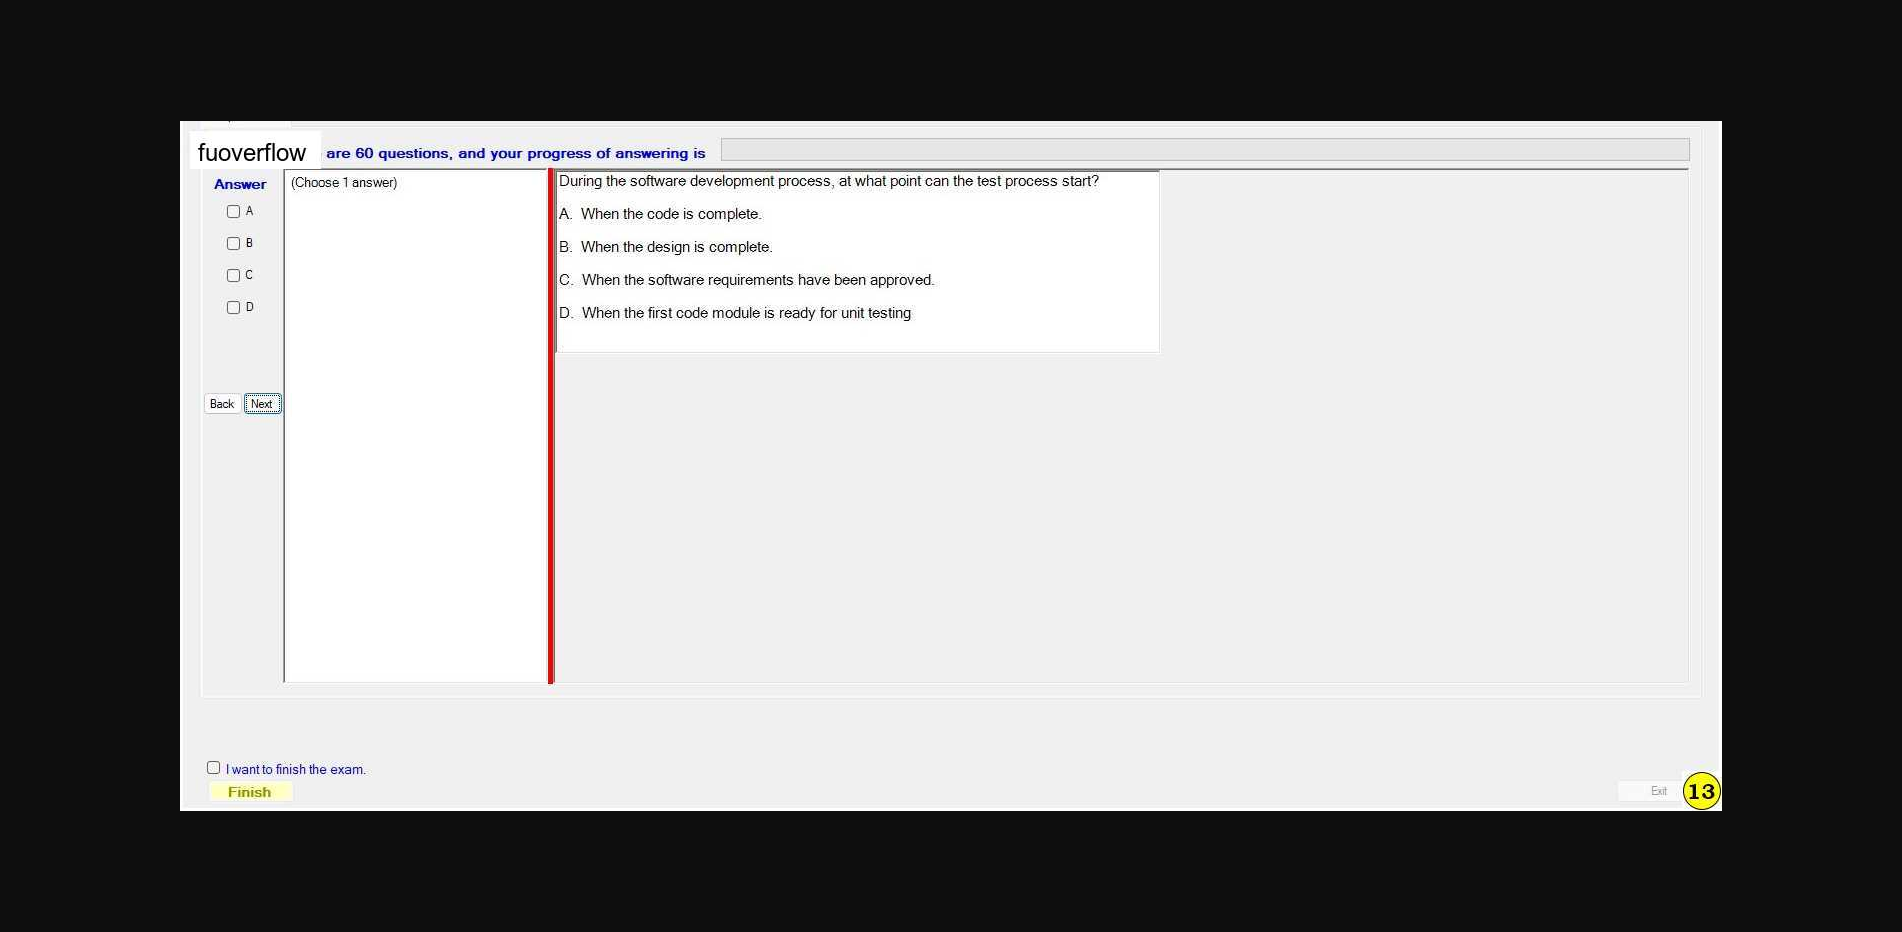 fuoverflow are 60 questions, and your progress of answering is
Answer
(Choose 1 answer)
A
B
C
D
Back Next
During the software development process, at what point can the test process start?
A. When the code is complete.
B. When the design is complete.
C. When the software requirements have been approved.
D. When the first code module is ready for unit testing
I want to finish the exam.
Finish
Exit
13